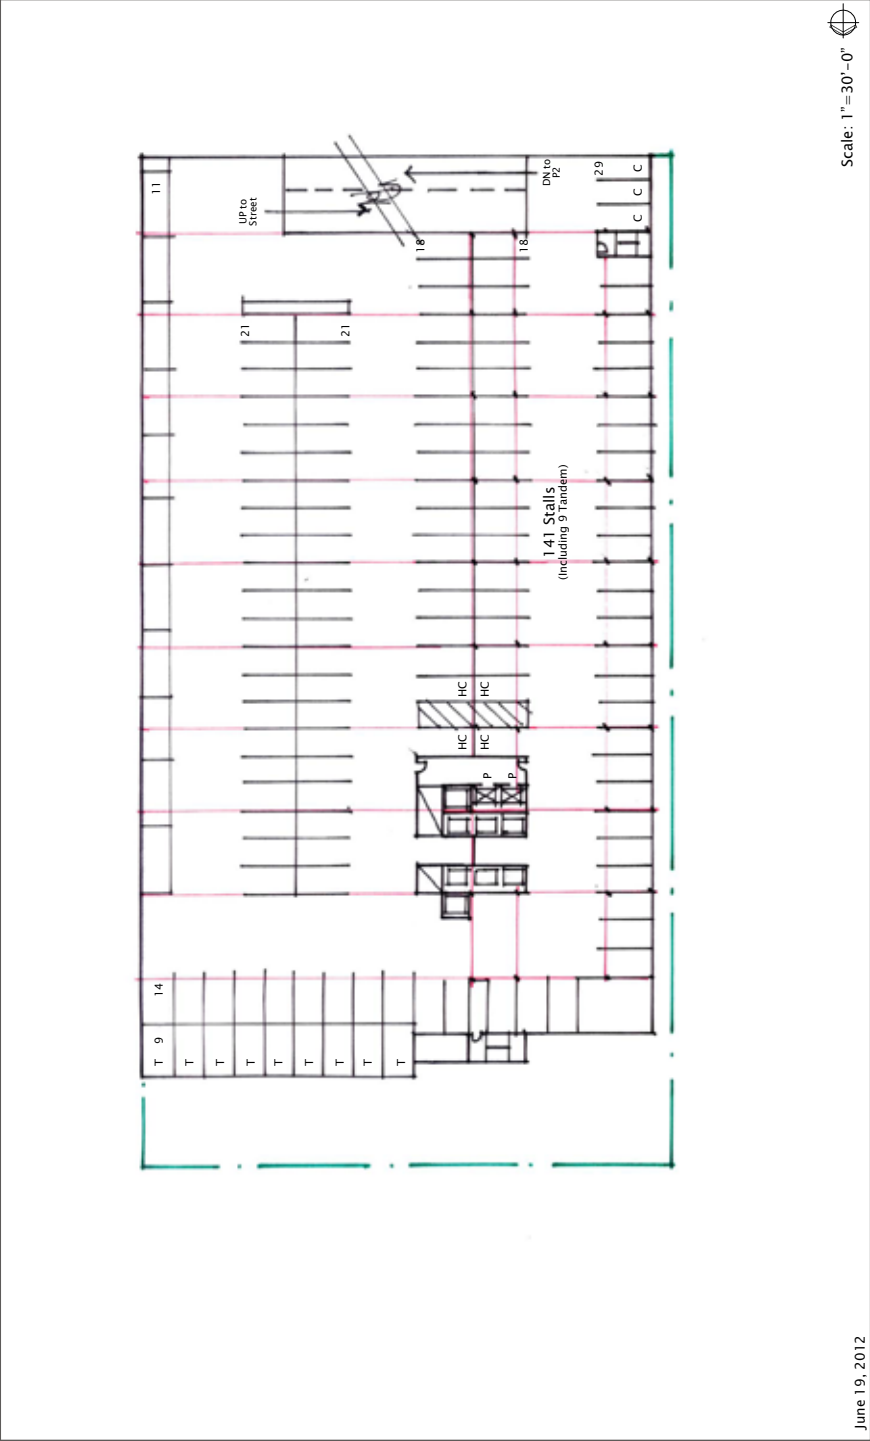 Scale: 1"=30'-0"
11
UP to
Street
DN to
P2
29
C
C
C
18
18
21
21
141 Stalls
(Including 9 Tandem)
HC
HC
HC
HC
P
P
14
9
T
T
T
T
T
T
T
T
T
June 19, 2012